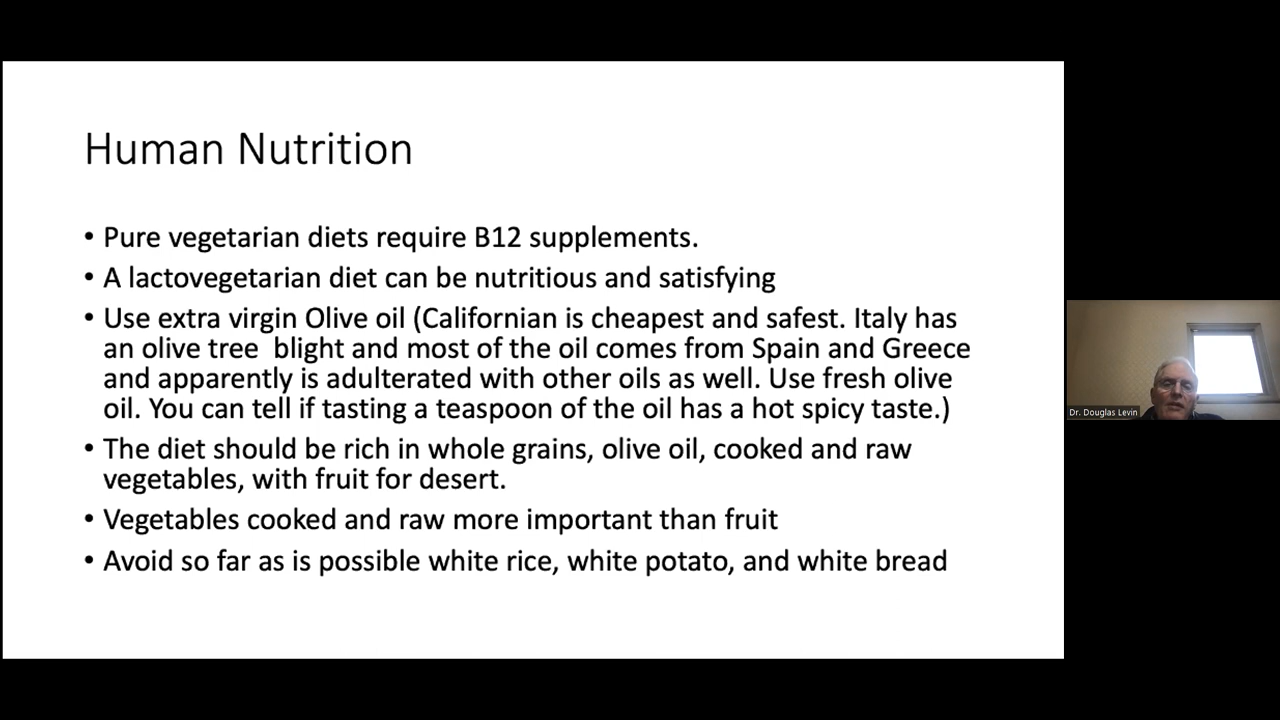 Human Nutrition
• Pure vegetarian diets require B12 supplements.
• A lactovegetarian diet can be nutritious and satisfying
• Use extra virgin Olive oil (Californian is cheapest and safest. Italy has
an olive tree  blight and most of the oil comes from Spain and Greece
and apparently is adulterated with other oils as well. Use fresh olive
oil. You can tell if tasting a teaspoon of the oil has a hot spicy taste.)
• The diet should be rich in whole grains, olive oil, cooked and raw
vegetables, with fruit for desert.
• Vegetables cooked and raw more important than fruit
• Avoid so far as is possible white rice, white potato, and white bread
Dr. Douglas Levin